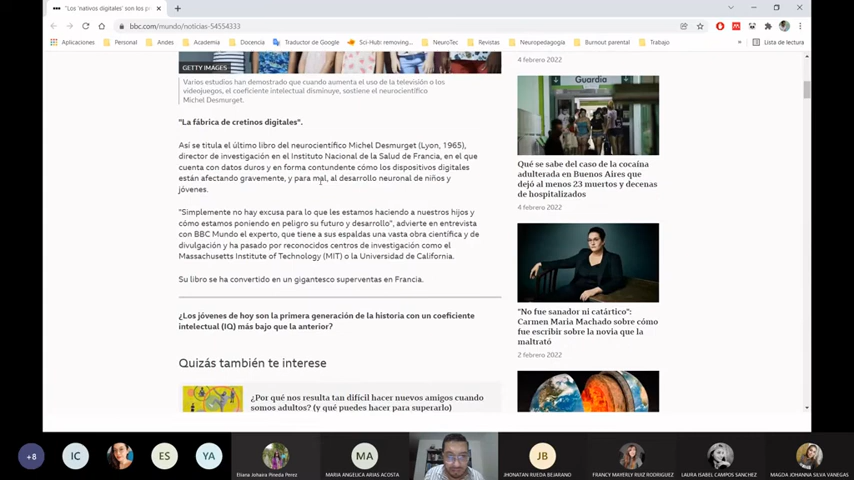 "Los 'nativos digitales' son los p
bbc.com/mundo/noticias-54554333
Aplicaciones
Personal
Andes
Academia
Docencia
Traductor de Google
Sci-Hub: removing...
NeuroTec
Revistas
Neuropedagogía
Burnout parental
Trabajo
»
Lista de lectura
GETTY IMAGES
Varios estudios han demostrado que cuando aumenta el uso de la televisión o los
videojuegos, el coeficiente intelectual disminuye, sostiene el neurocientífico
Michel Desmurget.
"La fábrica de cretinos digitales".
Así se titula el último libro del neurocientífico Michel Desmurget (Lyon, 1965),
director de investigación en el Instituto Nacional de la Salud de Francia, en el que
cuenta con datos duros y en forma contundente cómo los dispositivos digitales
están afectando gravemente, y para mal, al desarrollo neuronal de niños y
jóvenes.
"Simplemente no hay excusa para lo que les estamos haciendo a nuestros hijos y
cómo estamos poniendo en peligro su futuro y desarrollo", advierte en entrevista
con BBC Mundo el experto, que tiene a sus espaldas una vasta obra científica y de
divulgación y ha pasado por reconocidos centros de investigación como el
Massachusetts Institute of Technology (MIT) o la Universidad de California.
Su libro se ha convertido en un gigantesco superventas en Francia.
¿Los jóvenes de hoy son la primera generación de la historia con un coeficiente
intelectual (IQ) más bajo que la anterior?
Quizás también te interese
¿Por qué nos resulta tan difícil hacer nuevos amigos cuando
somos adultos? (y qué puedes hacer para superarlo)
4 febrero 2022
Guardia
Qué se sabe del caso de la cocaína
adulterada en Buenos Aires que
dejó al menos 23 muertos y decenas
de hospitalizados
4 febrero 2022
"No fue sanador ni catártico":
Carmen Maria Machado sobre cómo
fue escribir sobre la novia que la
maltrató
2 febrero 2022
+8
IC
ES
YA
Eliana Johaira Pineda Perez
MA
MARIA ANGELICA ARIAS ACOSTA
JB
JHONATAN RUEDA BEJARANO
FRANCY MAYERLY RUIZ RODRIGUEZ
LAURA ISABEL CAMPOS SANCHEZ
MAGDA JOHANNA SILVA VANEGAS